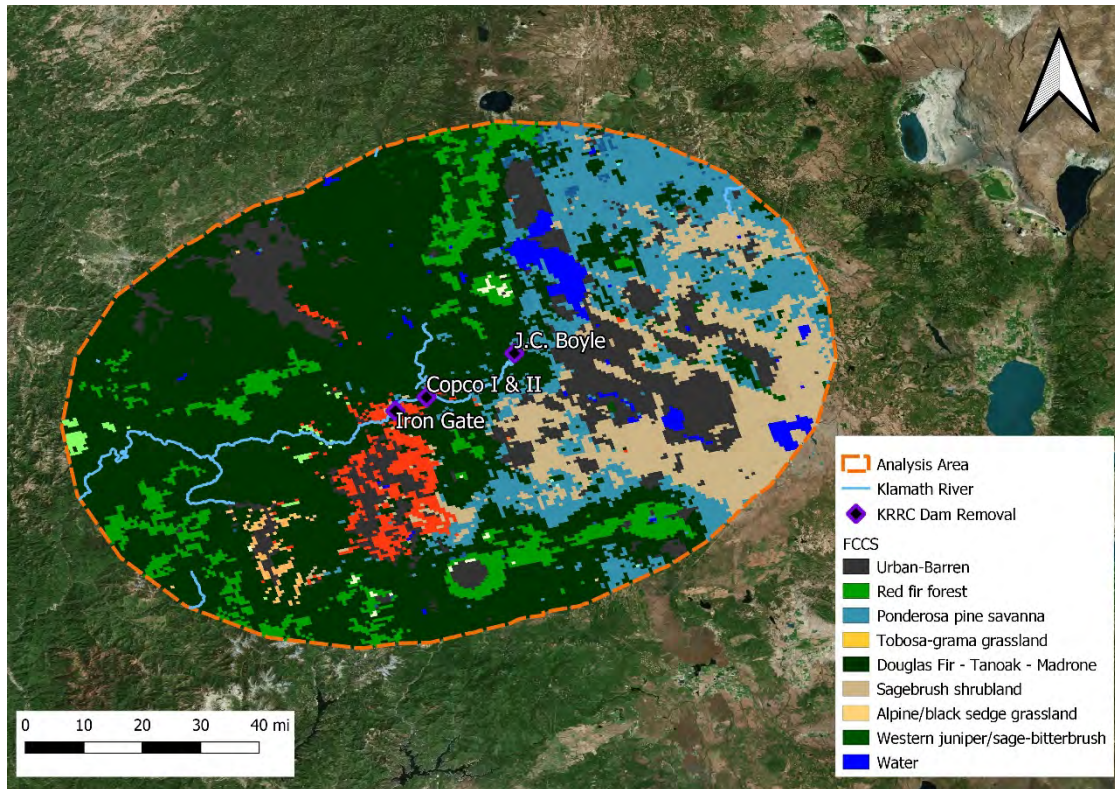 J.C. Boyle
Copco I & II
Iron Gate
Analysis Area
Klamath River
KRRC Dam Removal
FCCS
Urban-Barren
Red fir forest
Ponderosa pine savanna
Tobosa-grama grassland
Douglas Fir - Tanoak - Madrone
Sagebrush shrubland
Alpine/black sedge grassland
Western juniper/sage-bitterbrush
Water
0 10 20 30 40 mi